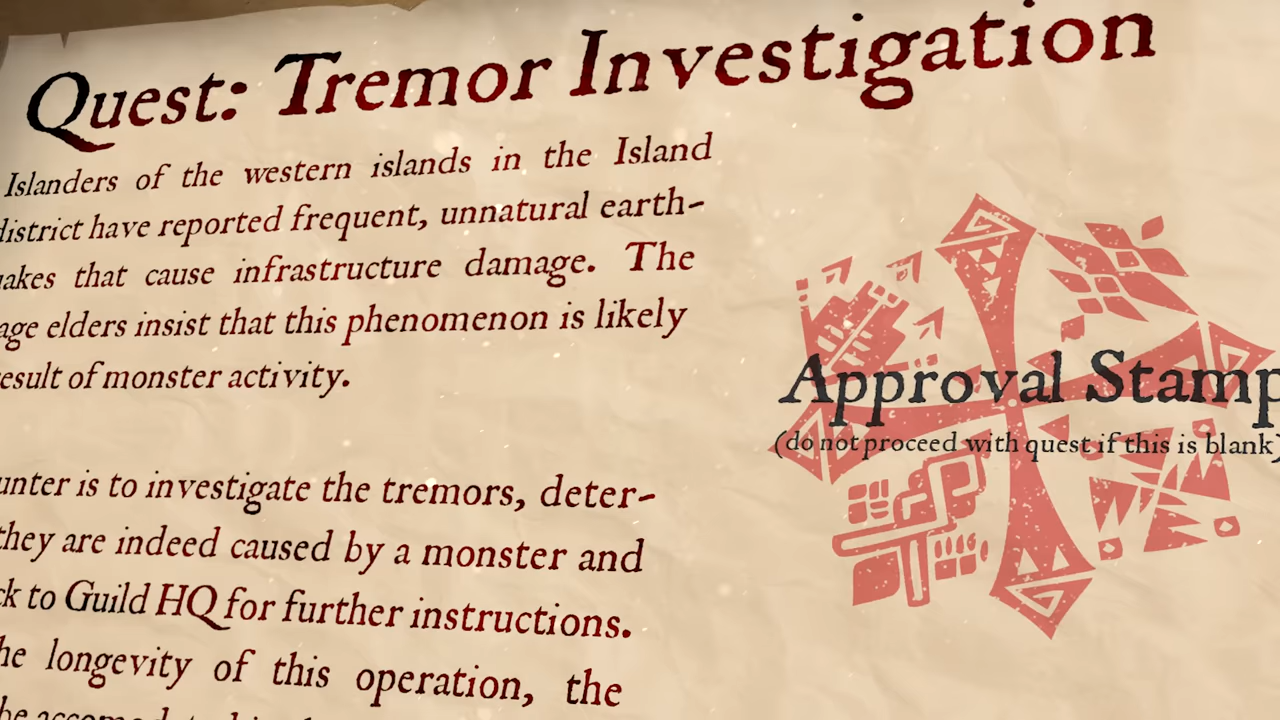 Quest: Tremor Investigation
Islanders of the western islands in the Island
district have reported frequent, unnatural earth-
akes that cause infrastructure damage. The
age elders insist that this phenomenon is likely
esult of monster activity.
unter is to investigate the tremors, deter-
they are indeed caused by a monster and
ck to Guild HQ for further instructions.
he longevity of this operation, the
Approval Stamp
(do not proceed with quest if this is blank)